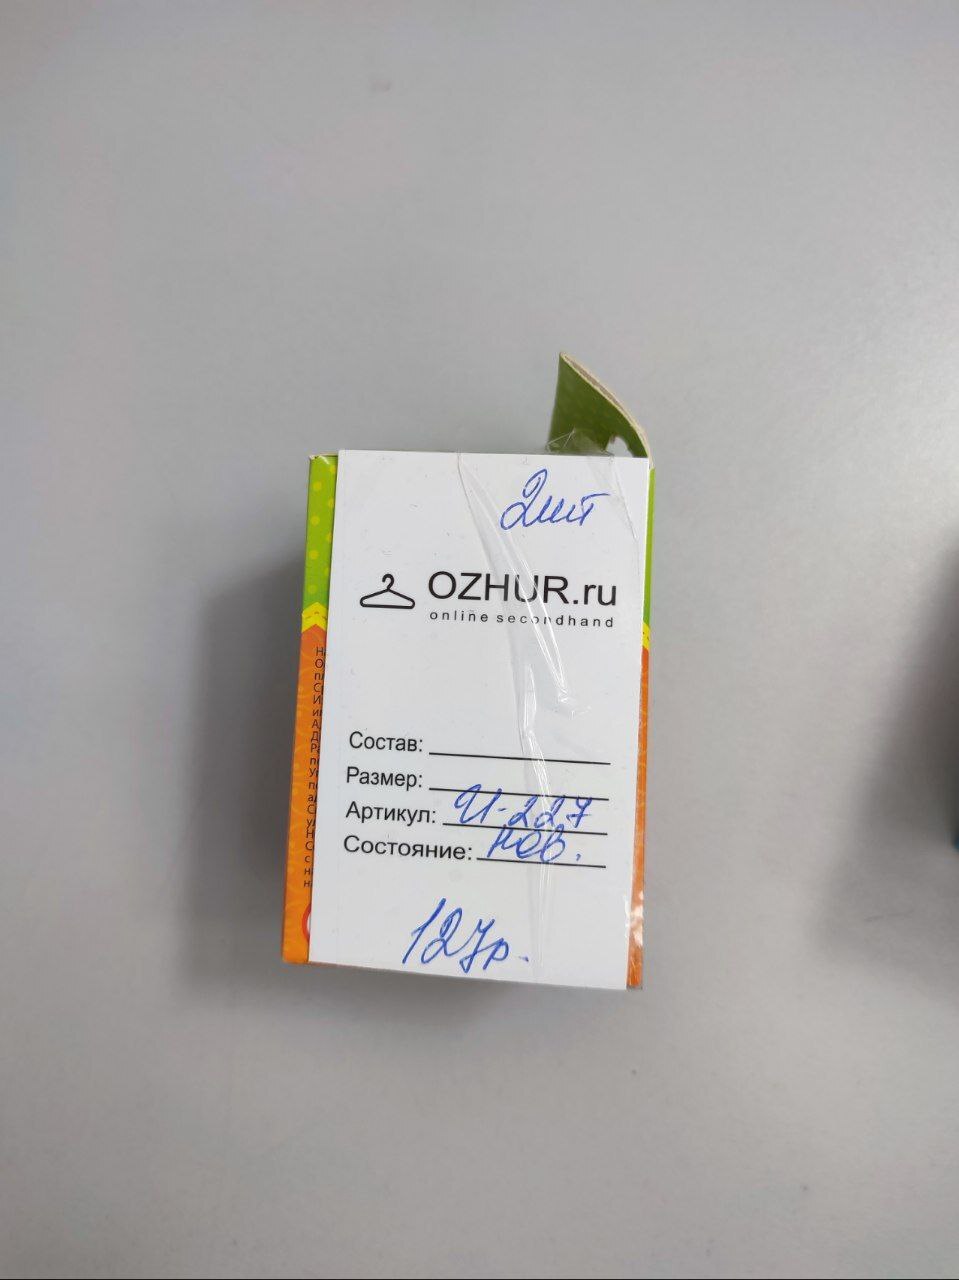 2шт
OZHUR.ru
online secondhand
Состав:
Размер:
Артикул: И-227
Состояние: нов.
127р.